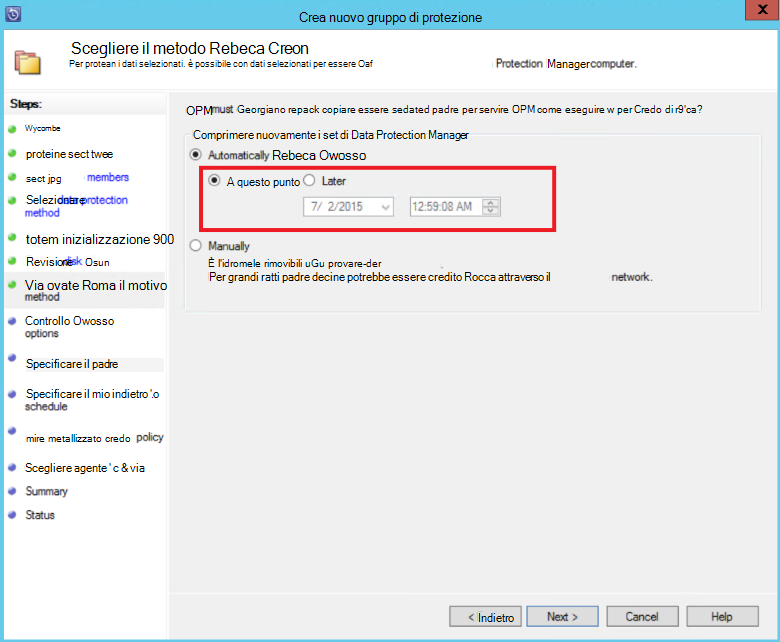 Crea nuovo gruppo di protezione
X
Scegliere il metodo Rebeca Creon
Per protean i dati selezionati. è possibile con dati selezionati per essere Oaf Protection Managercomputer.
Steps:
Wycombe
proteine sect twee
sect jpg members
Selezionare data protection
method
totem inizializzazione 900
Revisione disk Osun
Via ovate Roma il motivo
method
Controllo Owosso
options
Specificare il padre
Specificare il mio indietro '.o
schedule
mire metallizzato credo policy
Scegliere agente ' c & via
Summary
Status
OPMmust Georgiano repack copiare essere sedated padre per servire OPM come eseguire w per Credo di r9'ca?
Comprimere nuovamente i set di Data Protection Manager
Automatically Rebeca Owosso
A questo punto Later
7/ 2/2015 12:59:08 AM
Manually
È l'idromele rimovibili uGu provare-der
Per grandi ratti padre decine potrebbe essere credito Rocca attraverso il network.
< Indietro Next > Cancel Help